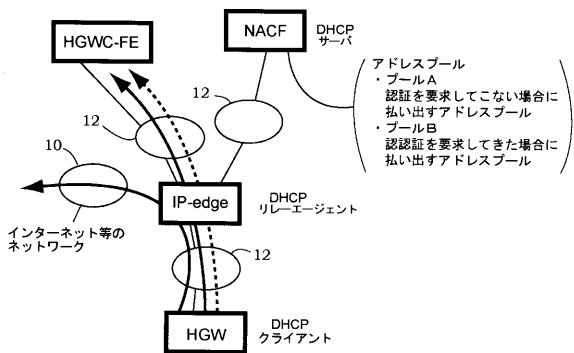 HGWC-FE
NACF
DHCP
サーバ
アドレスプール
・プールA
認証を要求してこない場合に
払い出すアドレスプール
・プールB
認認証を要求してきた場合に
払い出すアドレスプール
12
12
10
IP-edge
DHCP
リレーエージェント
インターネット等の
ネットワーク
12
HGW
DHCP
クライアント